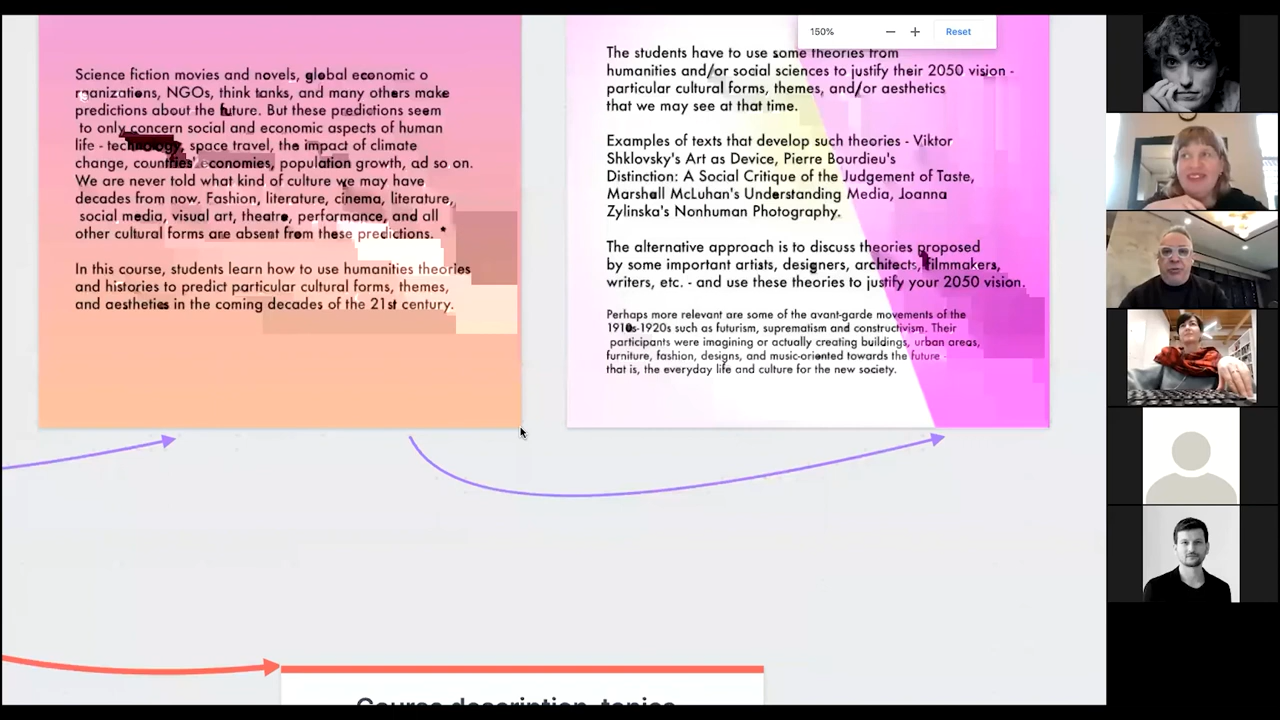 150%
Reset
Science fiction movies and novels, global economic o
rganizations, NGOs, think tanks, and many others make
predictions about the future. But these predictions seem
to only concern social and economic aspects of human
life - technology, space travel, the impact of climate
change, countries' economies, population growth, ad so on.
We are never told what kind of culture we may have
decades from now. Fashion, literature, cinema, literature,
social media, visual art, theatre, performance, and all
other cultural forms are absent from these predictions. *
In this course, students learn how to use humanities theories
and histories to predict particular cultural forms, themes,
and aesthetics in the coming decades of the 21st century.
The students have to use some theories from
humanities and/or social sciences to justify their 2050 vision -
particular cultural forms, themes, and/or aesthetics
that we may see at that time.
Examples of texts that develop such theories - Viktor
Shklovsky's Art as Device, Pierre Bourdieu's
Distinction: A Social Critique of the Judgement of Taste,
Marshall McLuhan's Understanding Media, Joanna
Zylinska's Nonhuman Photography.
The alternative approach is to discuss theories proposed
by some important artists, designers, architects, filmmakers,
writers, etc. - and use these theories to justify your 2050 vision.
Perhaps more relevant are some of the avant-garde movements of the
1910s-1920s such as futurism, suprematism and constructivism. Their
participants were imagining or actually creating buildings, urban areas,
furniture, fashion, designs, and music-oriented towards the future -
that is, the everyday life and culture for the new society.
Course description, topics